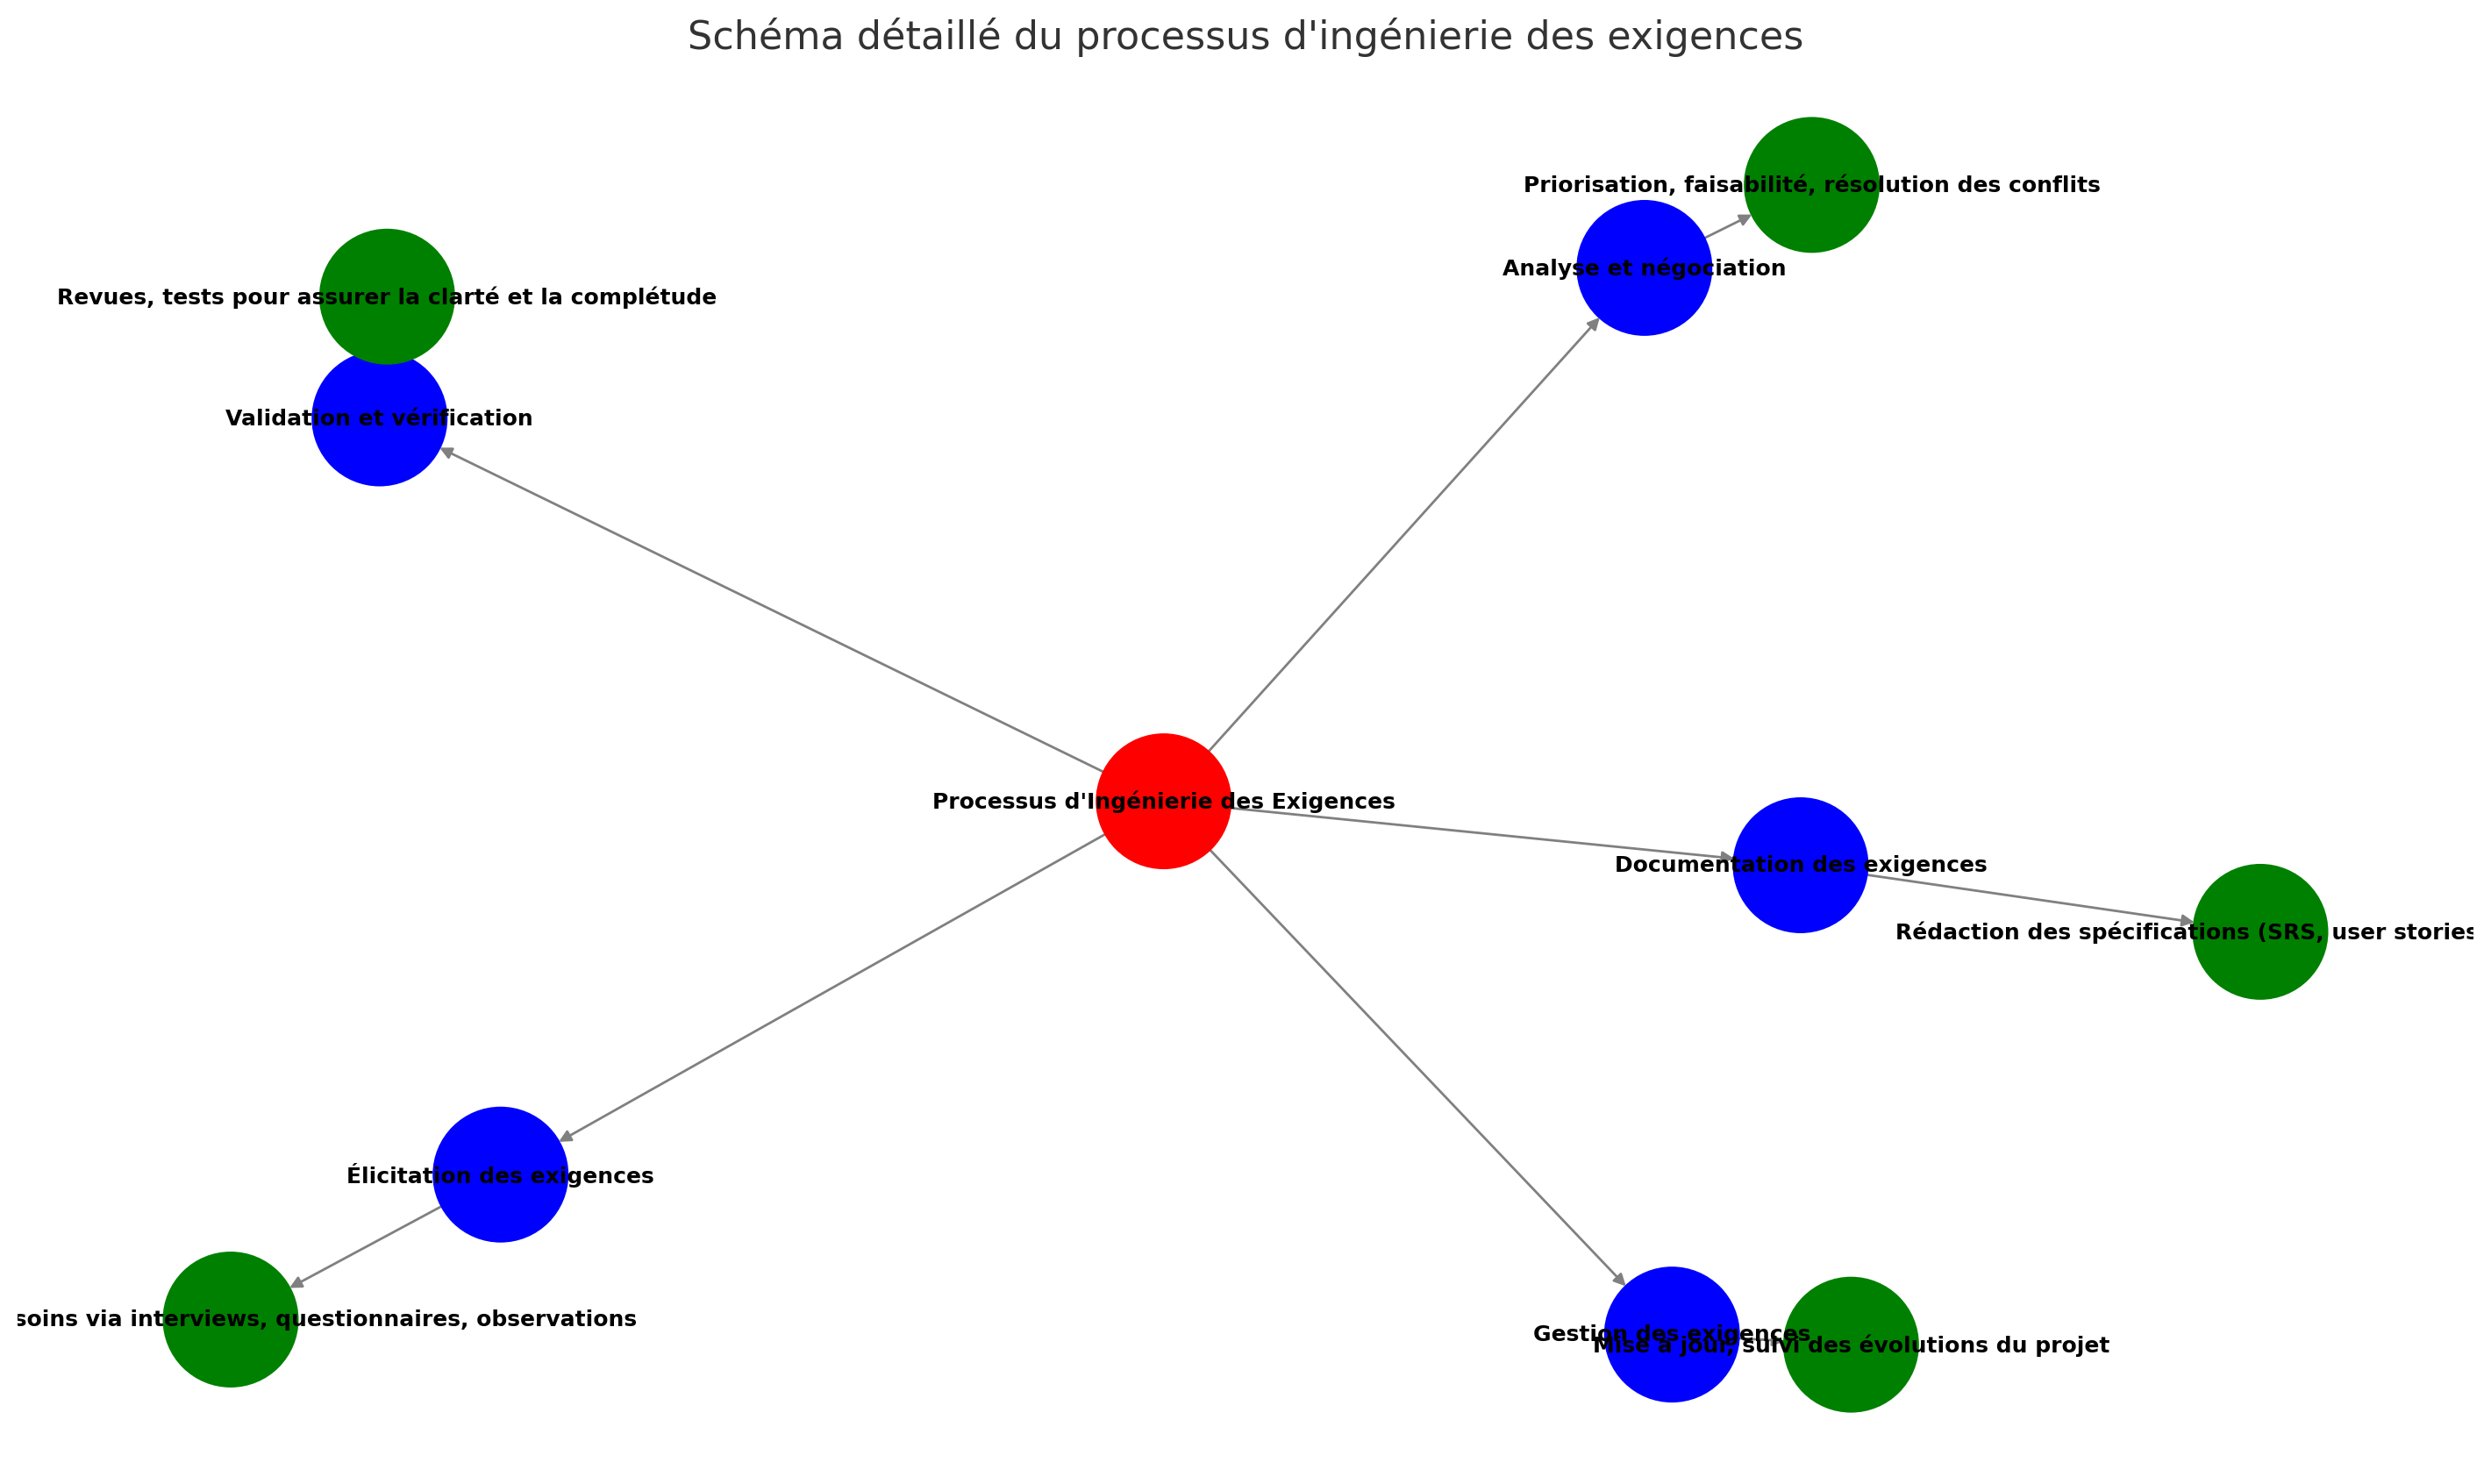 Schéma détaillé du processus d'ingénierie des exigences
Priorisation, faisabilité, résolution des conflits
Analyse et négociation
Revues, tests pour assurer la clarté et la complétude
Validation et vérification
Processus d'Ingénierie des Exigences
Documentation des exigences
Rédaction des spécifications (SRS, user stories
Élicitation des exigences
soins via interviews, questionnaires, observations
Gestion des exigences
Mise à jour, suivi des évolutions du projet